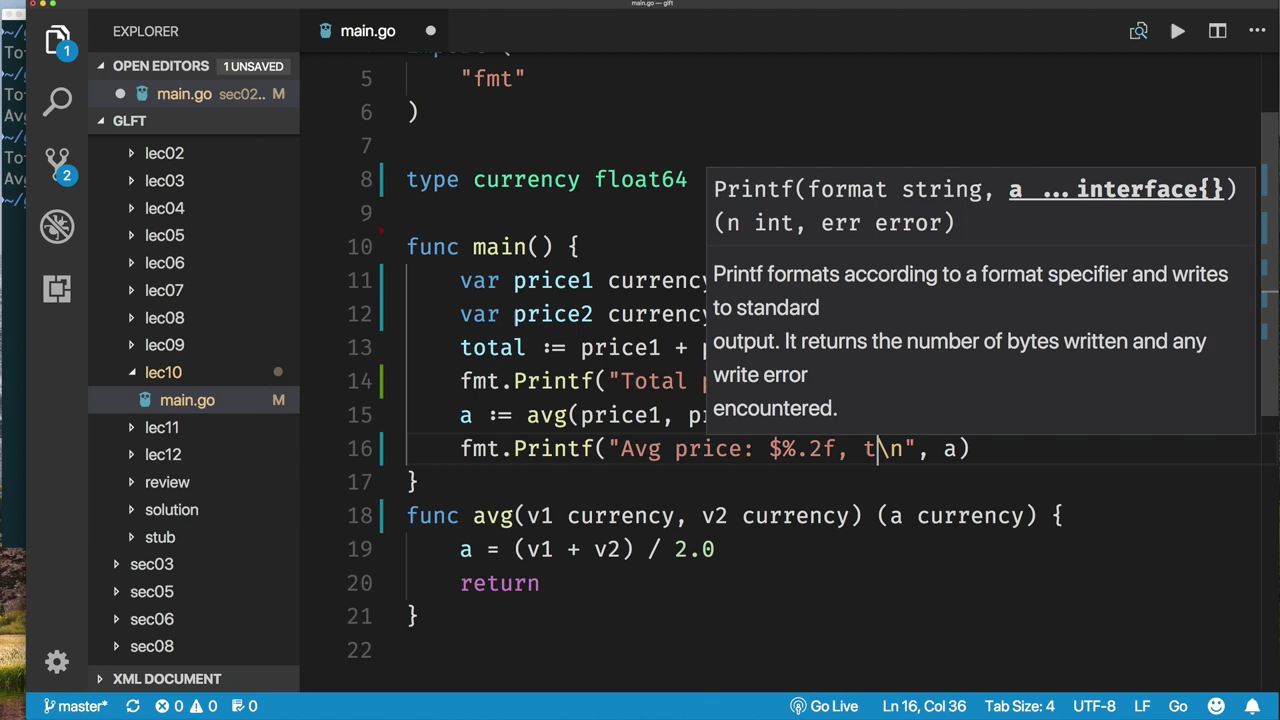 main.go — glft
EXPLORER
main.go
OPEN EDITORS 1 UNSAVED
main.go sec02.. M
GLFT
lec02
lec03
lec04
lec05
lec06
lec07
lec08
lec09
lec10
main.go M
lec11
lec12
review
solution
stub
sec03
sec05
sec06
sec08
XML DOCUMENT
1
2
5 "fmt"
6 )
7
8 type currency float64
9
10 func main() {
11 var price1 currency
12 var price2 currency
13 total := price1 +
14 fmt.Printf("Total
15 a := avg(price1,
16 fmt.Printf("Avg price: $%.2f, t\n", a)
17 }
18 func avg(v1 currency, v2 currency) (a currency) {
19 a = (v1 + v2) / 2.0
20 return
21 }
22
Printf(format string, a ...interface{})
(n int, err error)
Printf formats according to a format specifier and writes
to standard
output. It returns the number of bytes written and any
write error
encountered.
master* 0 0 0 Go Live Ln 16, Col 36 Tab Size: 4 UTF-8 LF Go